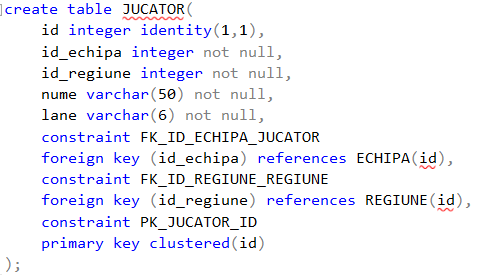 create table JUCATOR(
id integer identity(1,1),
id_echipa integer not null,
id_regiune integer not null,
nume varchar(50) not null,
lane varchar(6) not null,
constraint FK_ID_ECHIPA_JUCATOR
foreign key (id_echipa) references ECHIPA(id),
constraint FK_ID_REGIUNE_REGIUNE
foreign key (id_regiune) references REGIUNE(id),
constraint PK_JUCATOR_ID
primary key clustered(id)
);